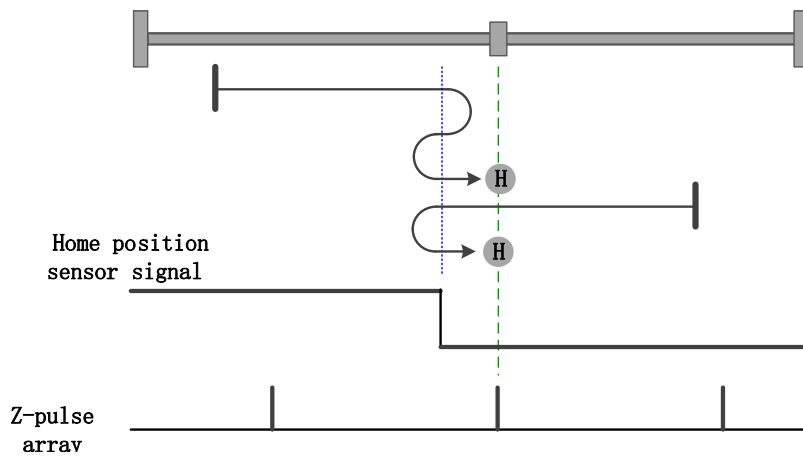 H
H
Home position
sensor signal
Z-pulse
array